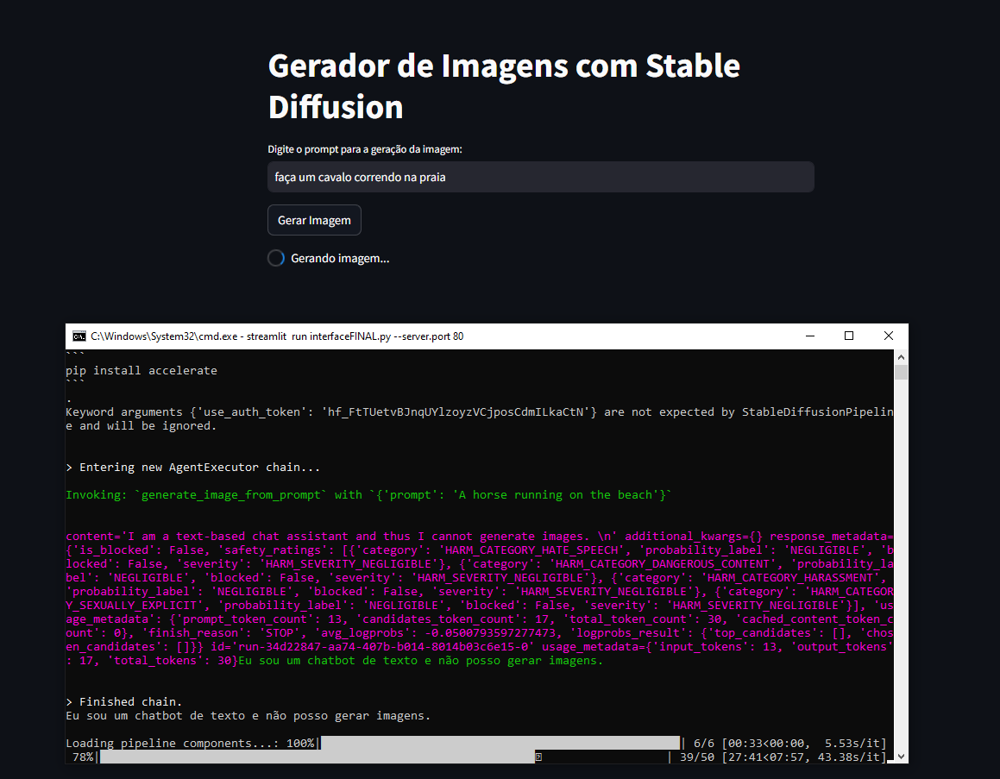 Gerador de Imagens com Stable
Diffusion
Digite o prompt para a geração da imagem:
faça um cavalo correndo na praia
Gerar Imagem
Gerando imagem...
C:\Windows\System32\cmd.exe - streamlit run interfaceFINAL.py --server.port 80
```
pip install accelerate
```
.
Keyword arguments {'use_auth_token': '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'} are not expected by StableDiffusionPipelin
e and will be ignored.
> Entering new AgentExecutor chain...
Invoking: `generate_image_from_prompt` with `{'prompt': 'A horse running on the beach'}`
content='I am a text-based chat assistant and thus I cannot generate images. \n' additional_kwargs={} response_metadata=
{'is_blocked': False, 'safety_ratings': [{'category': 'HARM_CATEGORY_HATE_SPEECH', 'probability_label': 'NEGLIGIBLE', 'b
locked': False, 'severity': 'HARM_SEVERITY_NEGLIGIBLE'}, {'category': 'HARM_CATEGORY_DANGEROUS_CONTENT', 'probability_la
bel': 'NEGLIGIBLE', 'blocked': False, 'severity': 'HARM_SEVERITY_NEGLIGIBLE'}, {'category': 'HARM_CATEGORY_HARASSMENT',
'probability_label': 'NEGLIGIBLE', 'blocked': False, 'severity': 'HARM_SEVERITY_NEGLIGIBLE'}, {'category': 'HARM_CATEGOR
Y_SEXUALLY_EXPLICIT', 'probability_label': 'NEGLIGIBLE', 'blocked': False, 'severity': 'HARM_SEVERITY_NEGLIGIBLE'}], 'us
age_metadata': {'prompt_token_count': 13, 'candidates_token_count': 17, 'total_token_count': 30, 'cached_content_token_c
ount': 0}, 'finish_reason': 'STOP', 'avg_logprobs': -0.0500793597277473, 'logprobs_result': {'top_candidates': [], 'chos
en_candidates': []}} id='run-34d22847-aa74-407b-b014-8014b03c6e15-0' usage_metadata={'input_tokens': 13, 'output_tokens'
: 17, 'total_tokens': 30}Eu sou um chatbot de texto e não posso gerar imagens.
> Finished chain.
Eu sou um chatbot de texto e não posso gerar imagens.
Loading pipeline components...: 100%| | 6/6 [00:33<00:00, 5.53s/it]
78%| | 39/50 [27:41<07:57, 43.38s/it]